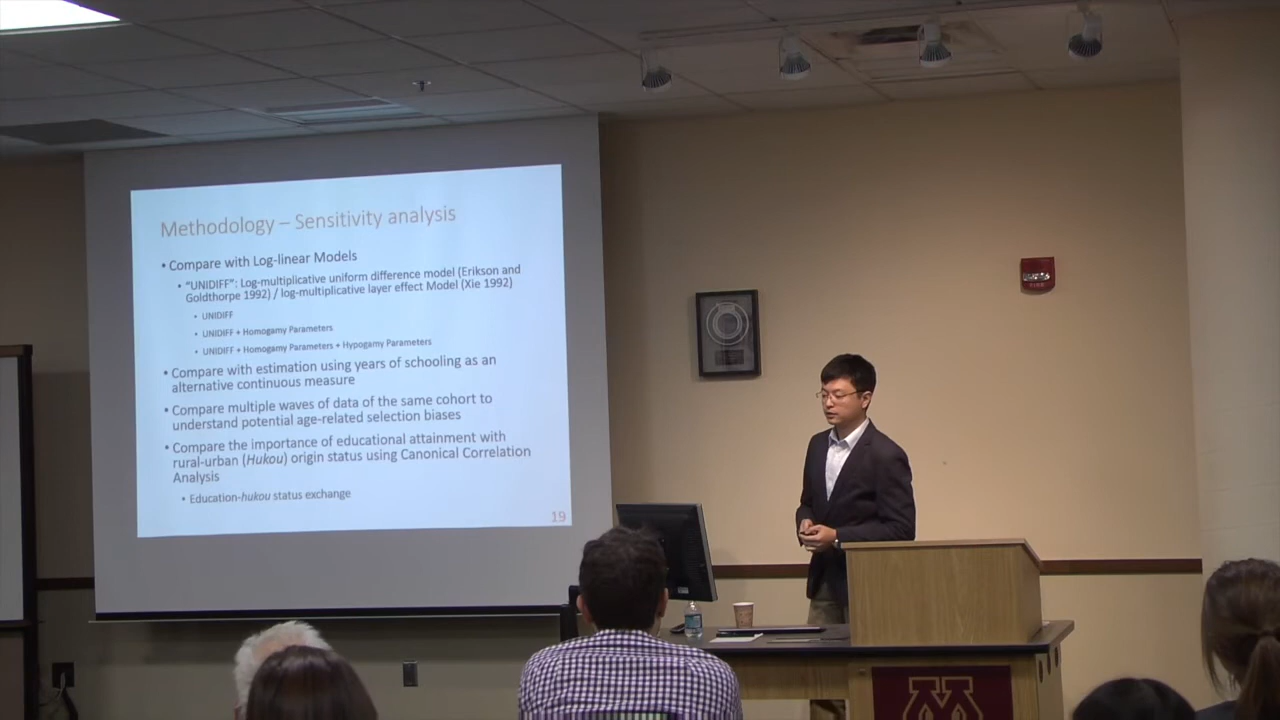 Methodology – Sensitivity analysis
• Compare with Log-linear Models
• “UNIDIFF”: Log-multiplicative uniform difference model (Erikson and
Goldthorpe 1992) / log-multiplicative layer effect Model (Xie 1992)
• UNIDIFF
• UNIDIFF + Homogamy Parameters
• UNIDIFF + Homogamy Parameters + Hypogamy Parameters
• Compare with estimation using years of schooling as an
alternative continuous measure
• Compare multiple waves of data of the same cohort to
understand potential age-related selection biases
• Compare the importance of educational attainment with
rural-urban (Hukou) origin status using Canonical Correlation
Analysis
• Education-hukou status exchange
19
FIRE
M